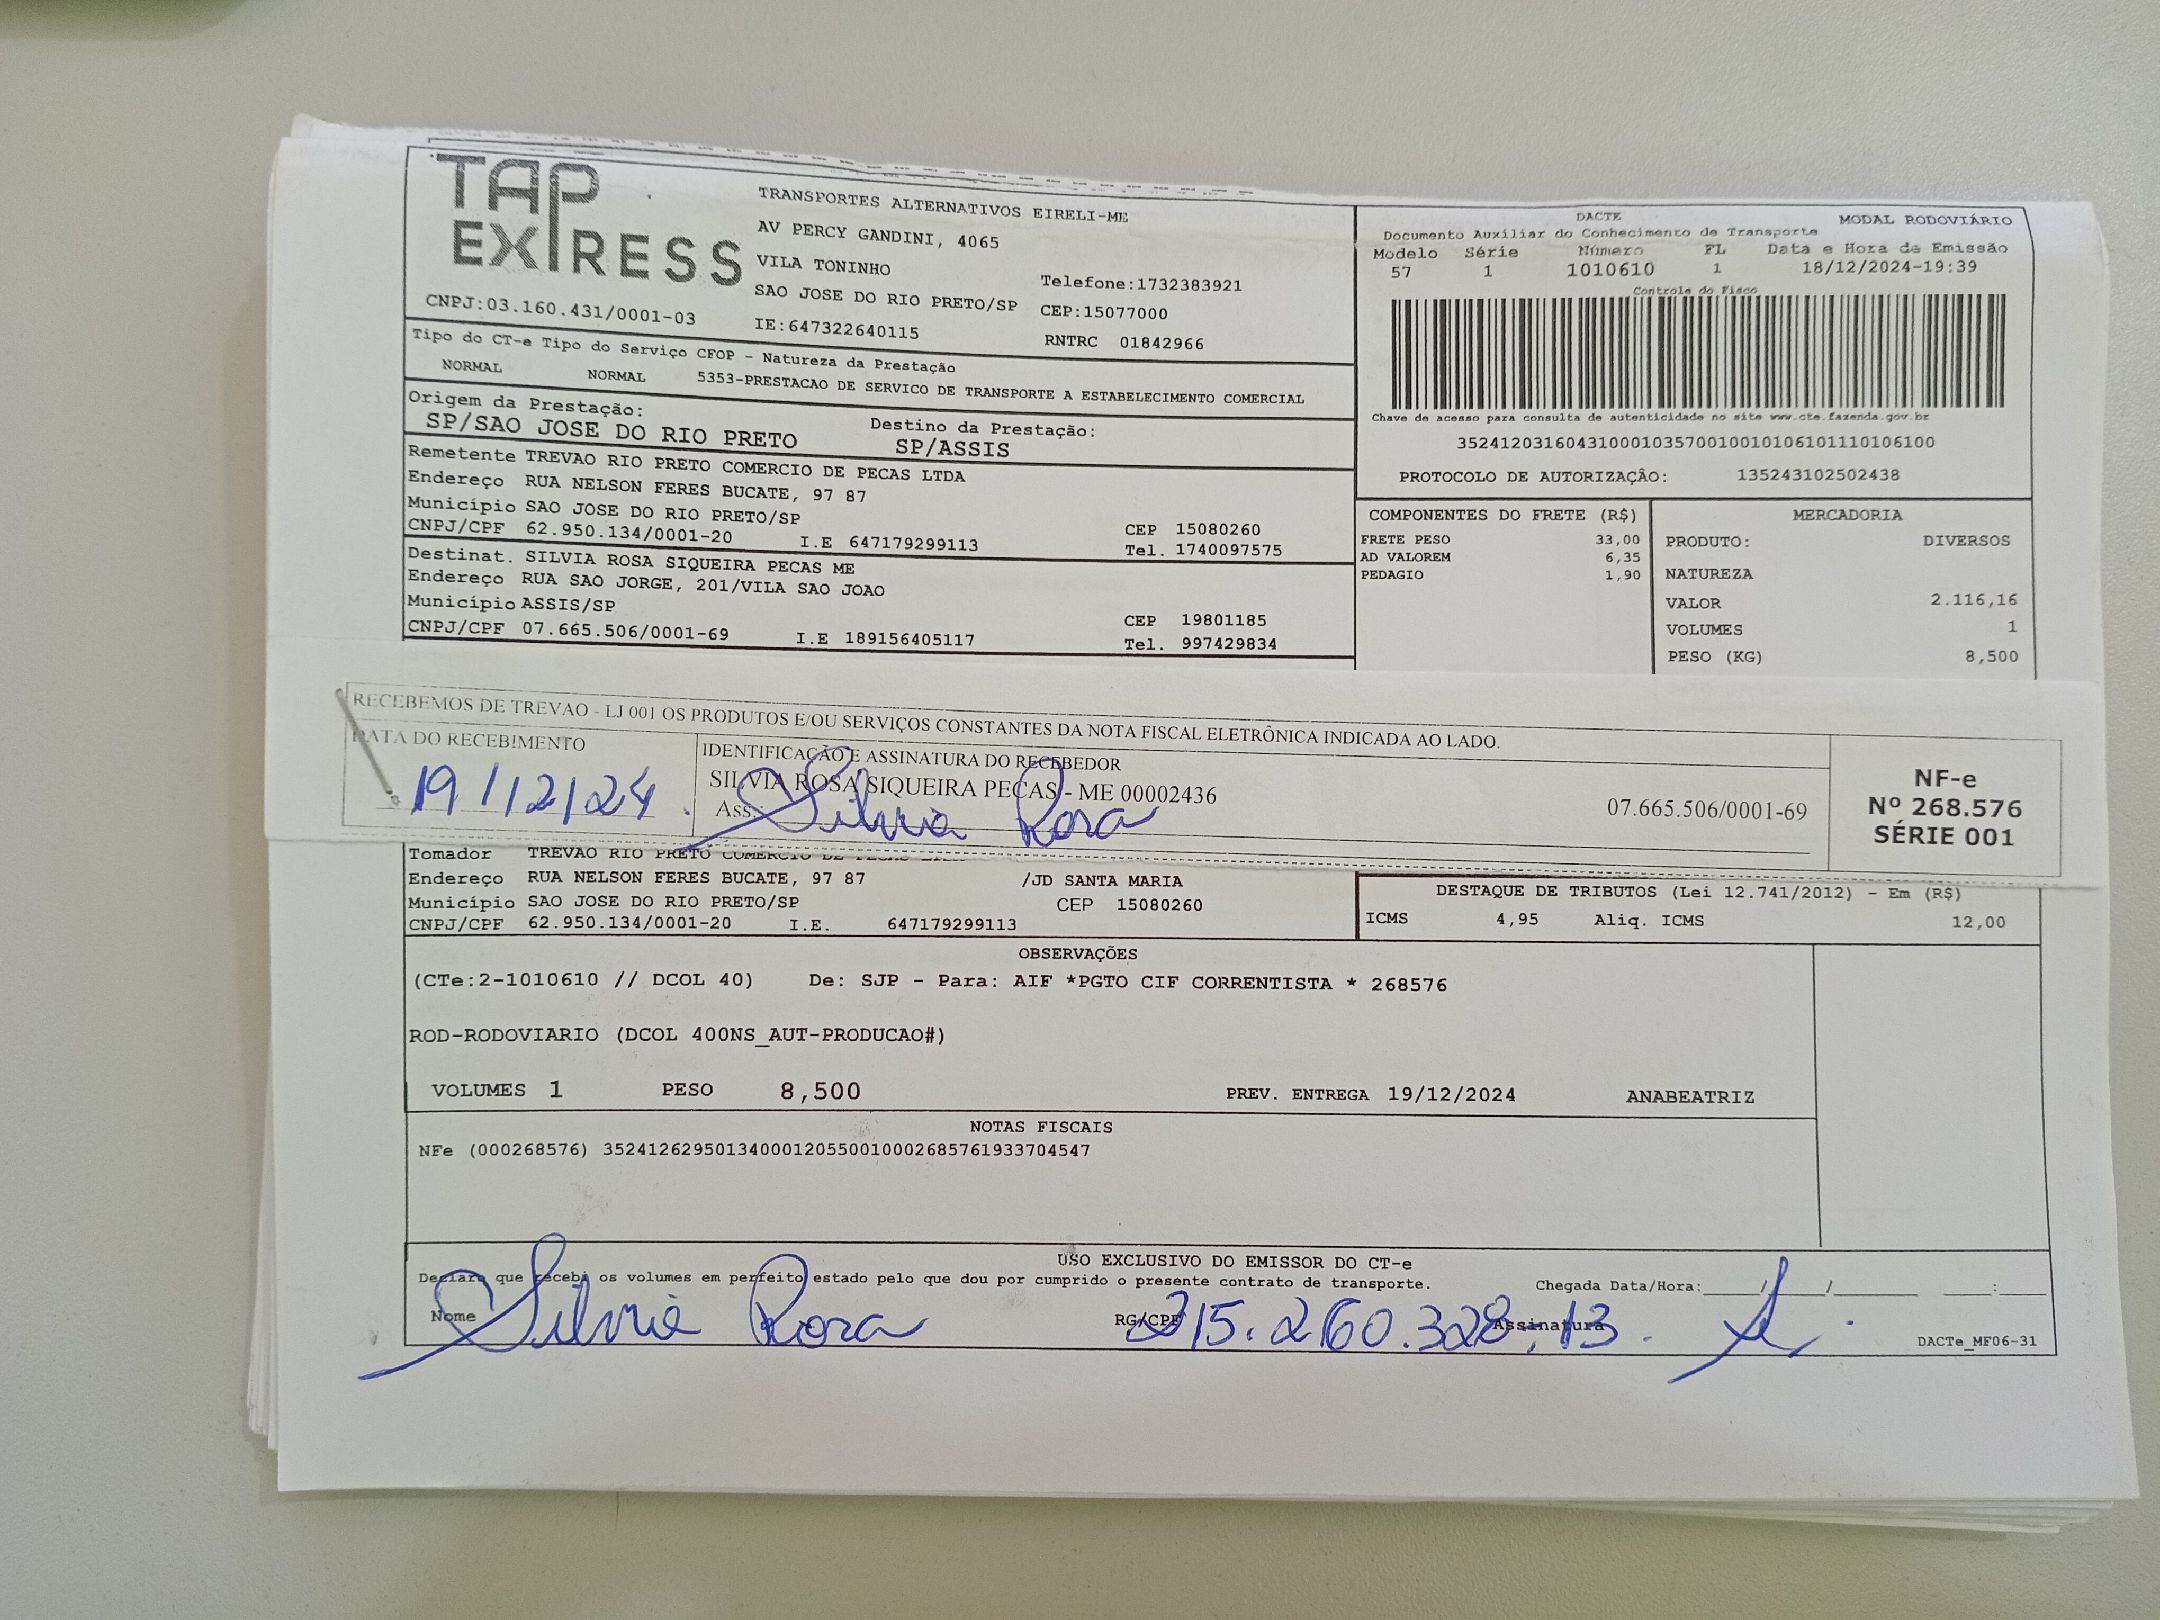 TAP EXPRESS
CNPJ:03.160.431/0001-03
TRANSPORTES ALTERNATIVOS EIRELI-ME
AV PERCY GANDINI, 4065
VILA TONINHO
SAO JOSE DO RIO PRETO/SP
IE:647322640115
Telefone:1732383921
CEP:15077000
RNTRC 01842966
DACTE MODAL RODOVIÁRIO
Documento Auxiliar do Conhecimento de Transporte
Modelo Série Número FL Data e Hora de Emissão
57 1 1010610 1 18/12/2024-19:39
Controle do Fisco
Chave de acesso para consulta de autenticidade no site www.cte.fazenda.gov.br
35241203160431000103570010010106101110106100
PROTOCOLO DE AUTORIZAÇÂO: 135243102502438
Tipo do CT-e Tipo do Serviço CFOP - Natureza da Prestação
NORMAL NORMAL 5353-PRESTACAO DE SERVICO DE TRANSPORTE A ESTABELECIMENTO COMERCIAL
Origem da Prestação: Destino da Prestação:
SP/SAO JOSE DO RIO PRETO SP/ASSIS
Remetente TREVAO RIO PRETO COMERCIO DE PECAS LTDA
Endereço RUA NELSON FERES BUCATE, 97 87
Município SAO JOSE DO RIO PRETO/SP CEP 15080260
CNPJ/CPF 62.950.134/0001-20 I.E 647179299113 Tel. 1740097575
Destinat. SILVIA ROSA SIQUEIRA PECAS ME
Endereço RUA SAO JORGE, 201/VILA SAO JOAO
Município ASSIS/SP CEP 19801185
CNPJ/CPF 07.665.506/0001-69 I.E 189156405117 Tel. 997429834
COMPONENTES DO FRETE (R$)
FRETE PESO 33,00
AD VALOREM 6,35
PEDAGIO 1,90
MERCADORIA
PRODUTO: DIVERSOS
NATUREZA
VALOR 2.116,16
VOLUMES 1
PESO (KG) 8,500
RECEBEMOS DE TREVAO - LJ 001 OS PRODUTOS E/OU SERVIÇOS CONSTANTES DA NOTA FISCAL ELETRÔNICA INDICADA AO LADO.
DATA DO RECEBIMENTO
19/12/24
IDENTIFICAÇÃO E ASSINATURA DO RECEBEDOR
SILVIA ROSA SIQUEIRA PECAS - ME 00002436 07.665.506/0001-69
Ass.: Silvia Rosa
NF-e
Nº 268.576
SÉRIE 001
Tomador TREVAO RIO PRETO COMERCIO DE
Endereço RUA NELSON FERES BUCATE, 97 87 /JD SANTA MARIA
Município SAO JOSE DO RIO PRETO/SP CEP 15080260
CNPJ/CPF 62.950.134/0001-20 I.E. 647179299113
DESTAQUE DE TRIBUTOS (Lei 12.741/2012) - Em (R$)
ICMS 4,95 Aliq. ICMS 12,00
OBSERVAÇÕES
(CTe:2-1010610 // DCOL 40) De: SJP - Para: AIF *PGTO CIF CORRENTISTA * 268576
ROD-RODOVIARIO (DCOL 400NS_AUT-PRODUCAO#)
VOLUMES 1 PESO 8,500 PREV. ENTREGA 19/12/2024 ANABEATRIZ
NOTAS FISCAIS
NFe (000268576) 35241262950134000120550010002685761933704547
USO EXCLUSIVO DO EMISSOR DO CT-e
Declaro que recebi os volumes em perfeito estado pelo que dou por cumprido o presente contrato de transporte. Chegada Data/Hora:_____/_____/________ _____:_____
Nome Silvia Rosa RG/CPF 215.260.328-13 Assinatura
DACTe_MF06-31